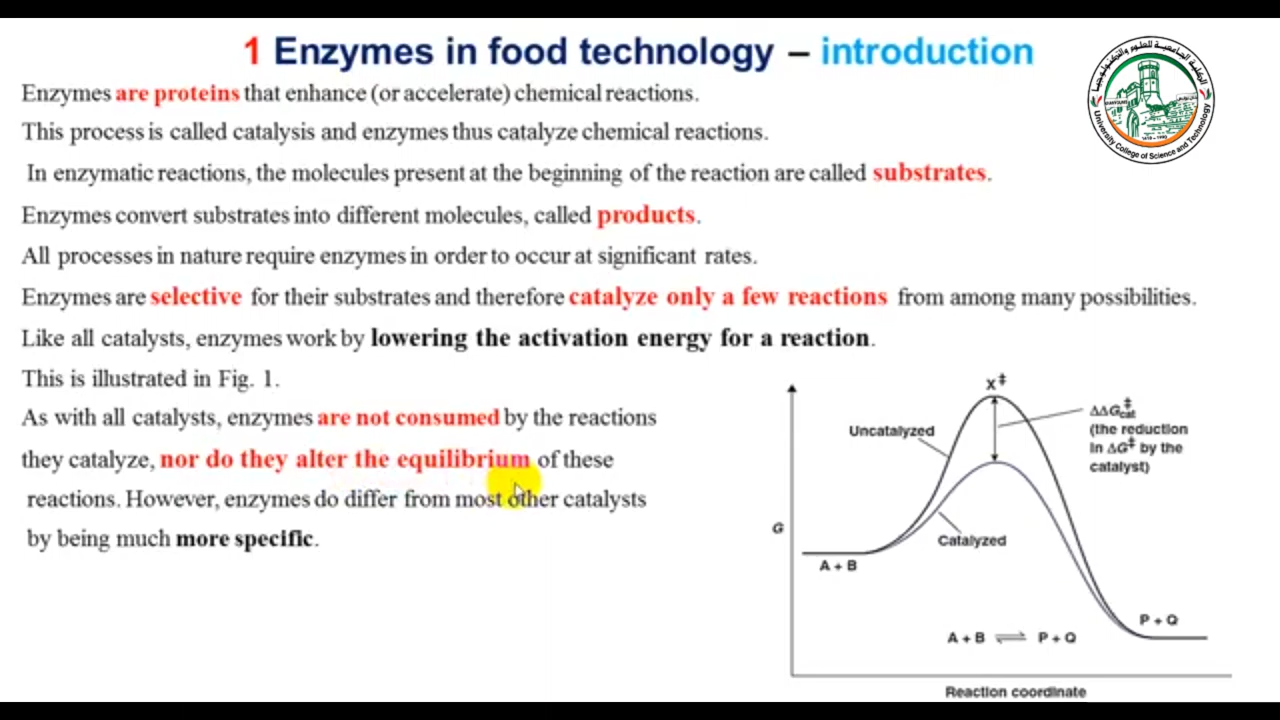 1 Enzymes in food technology – introduction
Enzymes are proteins that enhance (or accelerate) chemical reactions.
This process is called catalysis and enzymes thus catalyze chemical reactions.
In enzymatic reactions, the molecules present at the beginning of the reaction are called substrates.
Enzymes convert substrates into different molecules, called products.
All processes in nature require enzymes in order to occur at significant rates.
Enzymes are selective for their substrates and therefore catalyze only a few reactions from among many possibilities.
Like all catalysts, enzymes work by lowering the activation energy for a reaction.
This is illustrated in Fig. 1.
As with all catalysts, enzymes are not consumed by the reactions
they catalyze, nor do they alter the equilibrium of these
reactions. However, enzymes do differ from most other catalysts
by being much more specific.
الكلية الجامعية للعلوم والتكنولوجيا
University College of Science and Technology
X‡
Uncatalyzed
ΔΔG‡cat
(the reduction
in ΔG‡ by the
catalyst)
G
Catalyzed
A + B
P + Q
A + B ⇌ P + Q
Reaction coordinate